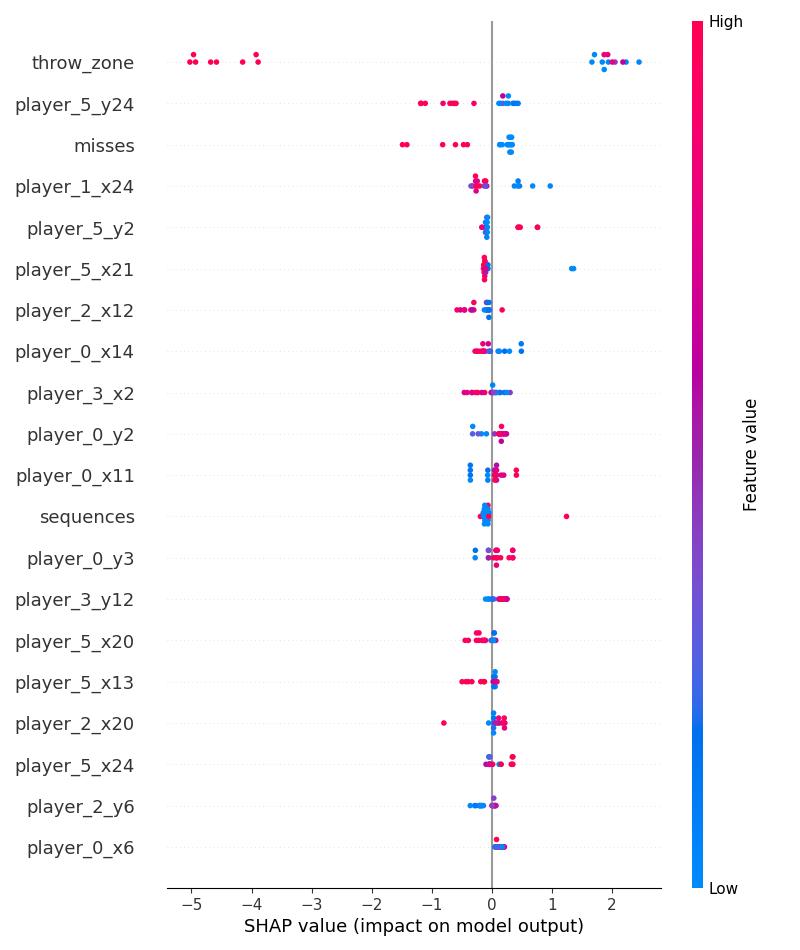 High
throw_zone
player_5_y24
misses
player_1_x24
player_5_y2
player_5_x21
player_2_x12
player_0_x14
player_3_x2
player_0_y2
player_0_x11
sequences
player_0_y3
player_3_y12
player_5_x20
player_5_x13
player_2_x20
player_5_x24
player_2_y6
player_0_x6
Feature value
Low
−5 −4 −3 −2 −1 0 1 2
SHAP value (impact on model output)